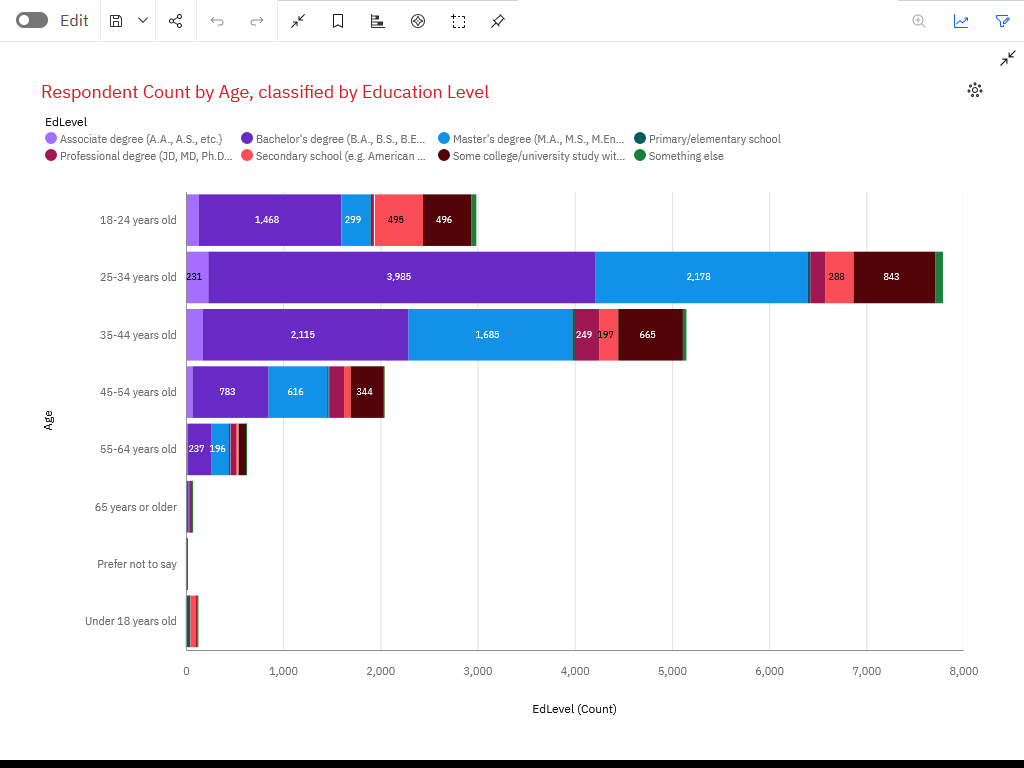 Edit
Respondent Count by Age, classified by Education Level
EdLevel
Associate degree (A.A., A.S., etc.) Bachelor's degree (B.A., B.S., B.E... Master's degree (M.A., M.S., M.En... Primary/elementary school
Professional degree (JD, MD, Ph.D... Secondary school (e.g. American ... Some college/university study wit... Something else
18-24 years old 1,468 299 495 496
25-34 years old 231 3,985 2,178 288 843
35-44 years old 2,115 1,685 249 197 665
45-54 years old 783 616 344
Age
55-64 years old 237 196
65 years or older
Prefer not to say
Under 18 years old
0 1,000 2,000 3,000 4,000 5,000 6,000 7,000 8,000
EdLevel (Count)